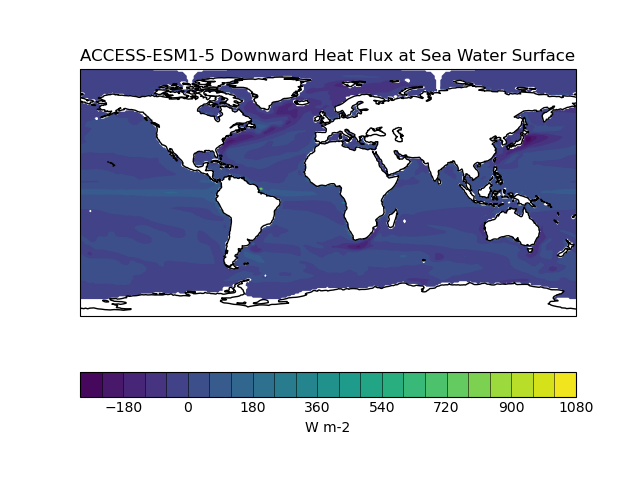 ACCESS-ESM1-5 Downward Heat Flux at Sea Water Surface
−180 0 180 360 540 720 900 1080
W m-2